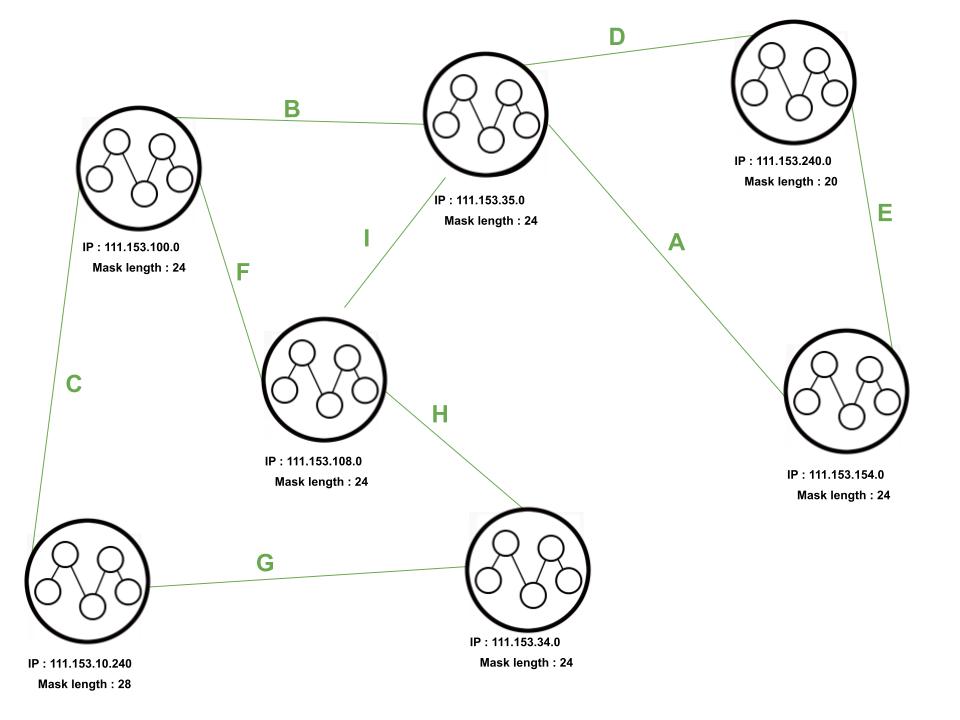 D
B
IP : 111.153.240.0
Mask length : 20
IP : 111.153.35.0
Mask length : 24
E
I
A
IP : 111.153.100.0
Mask length : 24
F
C
H
IP : 111.153.108.0
Mask length : 24
IP : 111.153.154.0
Mask length : 24
G
IP : 111.153.34.0
Mask length : 24
IP : 111.153.10.240
Mask length : 28